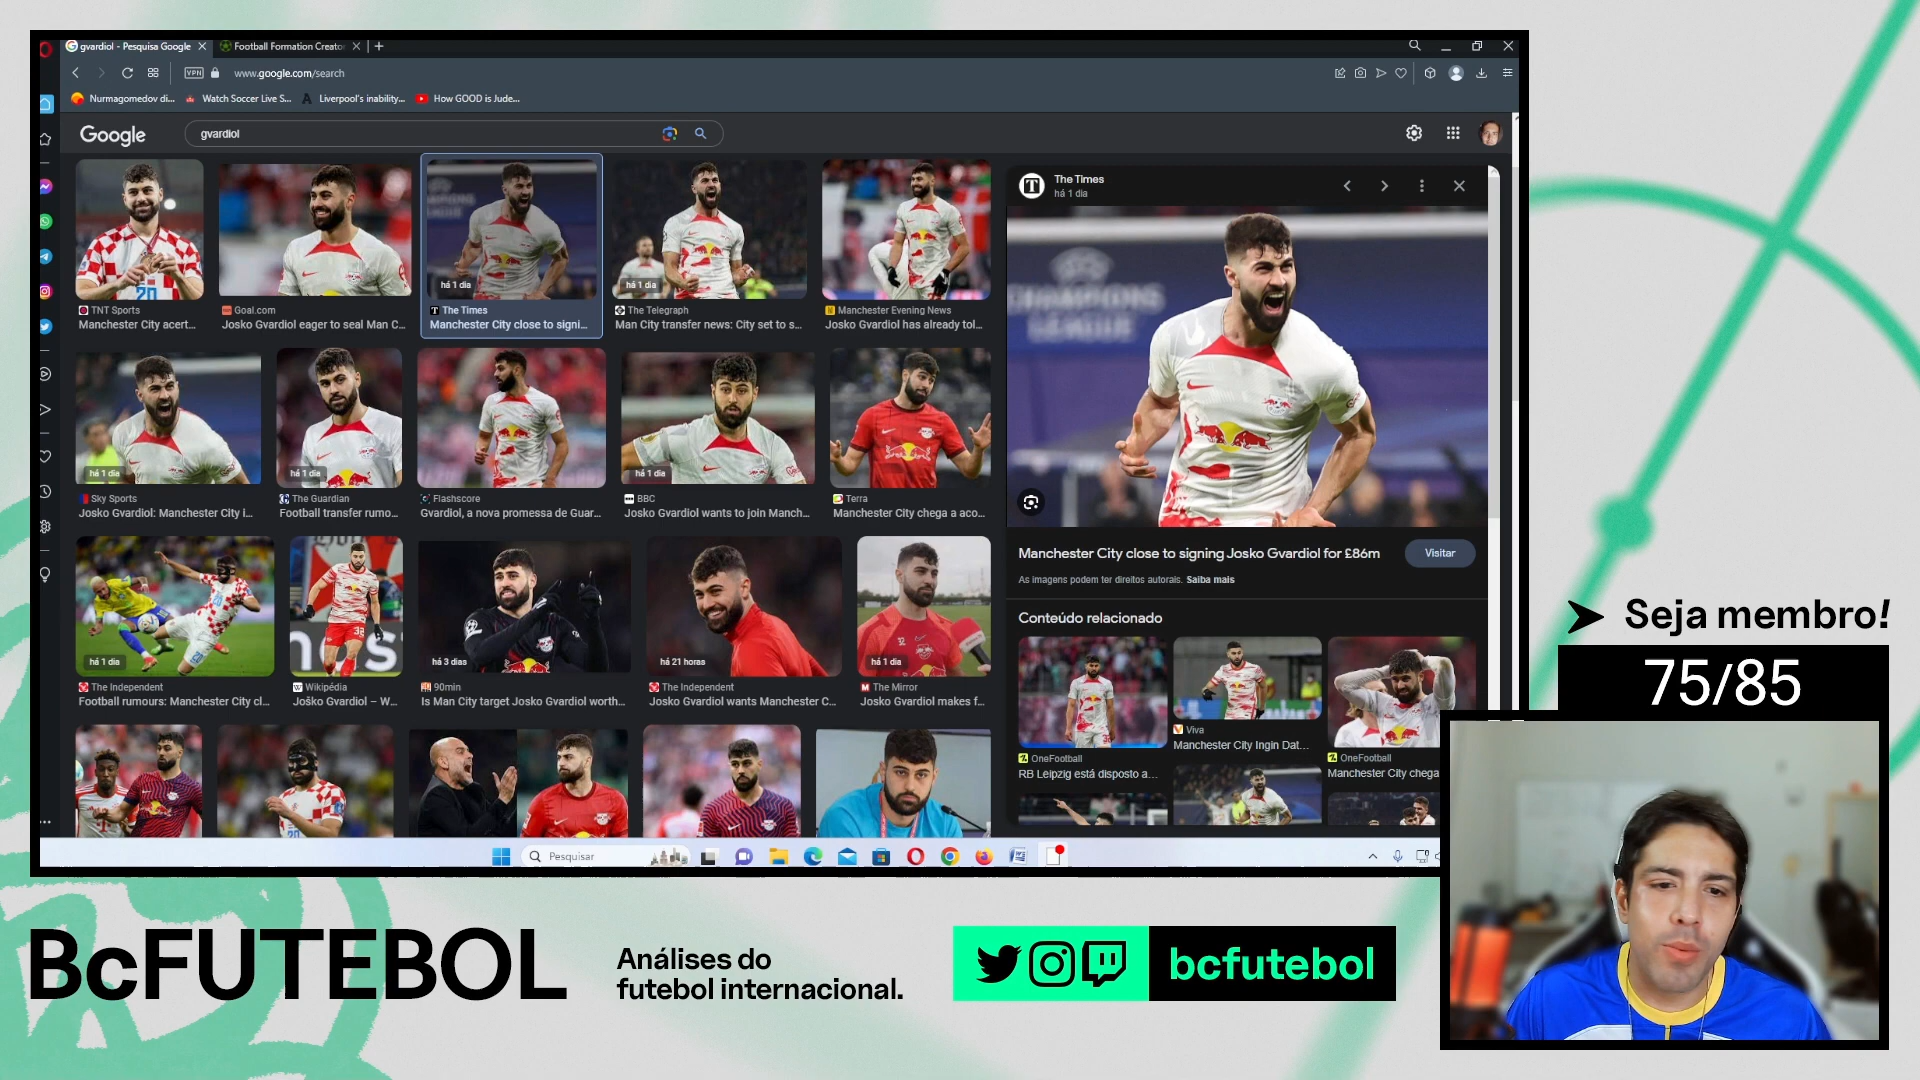 gvardiol - Pesquisa Google
Football Formation Creato
VPN
www.google.com/search
Nurmagomedov di...
Watch Soccer Live S...
Liverpool's inability...
How GOOD is Jude...
Google
gvardiol
TNT Sports
Manchester City acert...
Goal.com
Josko Gvardiol eager to seal Man C...
há 1 dia
The Times
Manchester City close to signi...
há 1 dia
The Telegraph
Man City transfer news: City set to s...
Manchester Evening News
Josko Gvardiol has already tol...
há 1 dia
Sky Sports
Josko Gvardiol: Manchester City i...
há 1 dia
The Guardian
Football transfer rumo...
Flashscore
Gvardiol, a nova promessa de Guar...
há 1 dia
BBC
Josko Gvardiol wants to join Manch...
Terra
Manchester City chega a aco...
há 1 dia
The Independent
Football rumours: Manchester City cl...
Wikipédia
Joško Gvardiol – W...
há 3 dias
90min
Is Man City target Josko Gvardiol worth...
há 21 horas
The Independent
Josko Gvardiol wants Manchester C...
há 1 dia
The Mirror
Josko Gvardiol makes f...
The Times
há 1 dia
CHAMPIONS
LEAGUE
Manchester City close to signing Josko Gvardiol for £86m
Visitar
As imagens podem ter direitos autorais. Saiba mais
Conteúdo relacionado
OneFootball
RB Leipzig está disposto a...
Viva
Manchester City Ingin Dat...
OneFootball
Manchester City chega
Pesquisar
Seja membro!
75/85
BcFUTEBOL
Análises do
futebol internacional.
bcfutebol